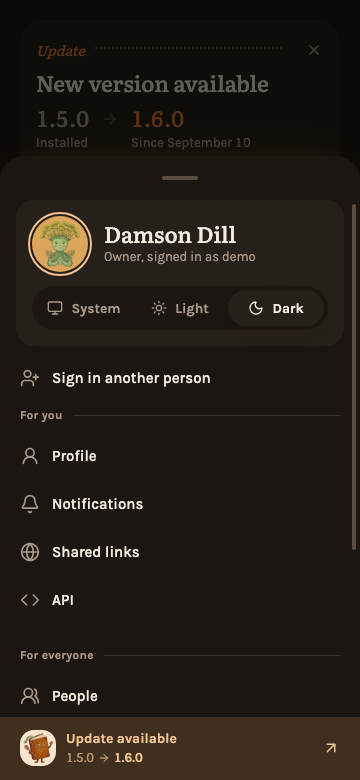 Update
New version available
1.5.0 → 1.6.0
Installed Since September 10
Damson Dill
Owner, signed in as demo
System Light Dark
Sign in another person
For you
Profile
Notifications
Shared links
API
For everyone
People
Update available
1.5.0 → 1.6.0